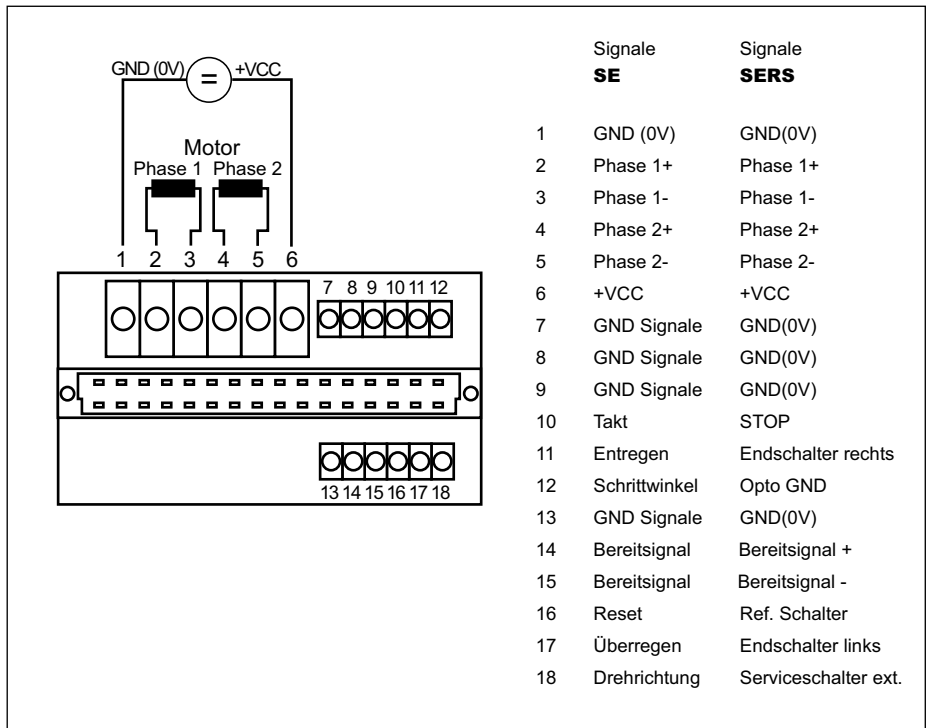 GND (0V) = +VCC
Motor
Phase 1 Phase 2
1 2 3 4 5 6
7 8 9 10 11 12
13 14 15 16 17 18
Signale Signale
SE SERS
1 GND (0V) GND(0V)
2 Phase 1+ Phase 1+
3 Phase 1- Phase 1-
4 Phase 2+ Phase 2+
5 Phase 2- Phase 2-
6 +VCC +VCC
7 GND Signale GND(0V)
8 GND Signale GND(0V)
9 GND Signale GND(0V)
10 Takt STOP
11 Entregen Endschalter rechts
12 Schrittwinkel Opto GND
13 GND Signale GND(0V)
14 Bereitsignal Bereitsignal +
15 Bereitsignal Bereitsignal -
16 Reset Ref. Schalter
17 Überregen Endschalter links
18 Drehrichtung Serviceschalter ext.